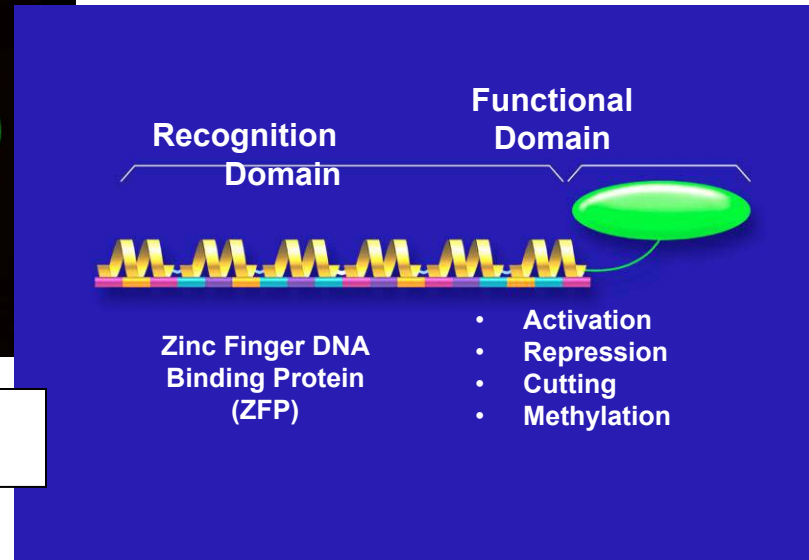 Recognition
Domain
Functional
Domain
Zinc Finger DNA
Binding Protein
(ZFP)
• Activation
• Repression
• Cutting
• Methylation